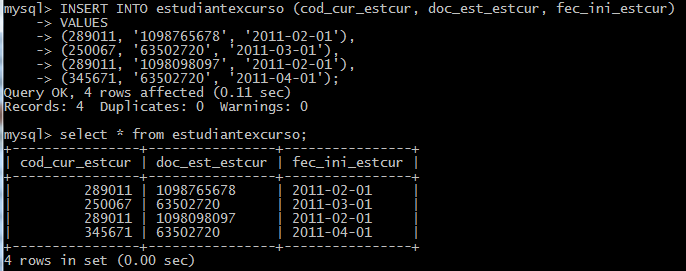 mysql> INSERT INTO estudiantexcurso (cod_cur_estcur, doc_est_estcur, fec_ini_estcur)
    -> VALUES
    -> (289011, '1098765678', '2011-02-01'),
    -> (250067, '63502720', '2011-03-01'),
    -> (289011, '1098098097', '2011-02-01'),
    -> (345671, '63502720', '2011-04-01');
Query OK, 4 rows affected (0.11 sec)
Records: 4  Duplicates: 0  Warnings: 0
mysql> select * from estudiantexcurso;
+----------------+----------------+----------------+
| cod_cur_estcur | doc_est_estcur | fec_ini_estcur |
+----------------+----------------+----------------+
|         289011 | 1098765678     | 2011-02-01     |
|         250067 | 63502720       | 2011-03-01     |
|         289011 | 1098098097     | 2011-02-01     |
|         345671 | 63502720       | 2011-04-01     |
+----------------+----------------+----------------+
4 rows in set (0.00 sec)